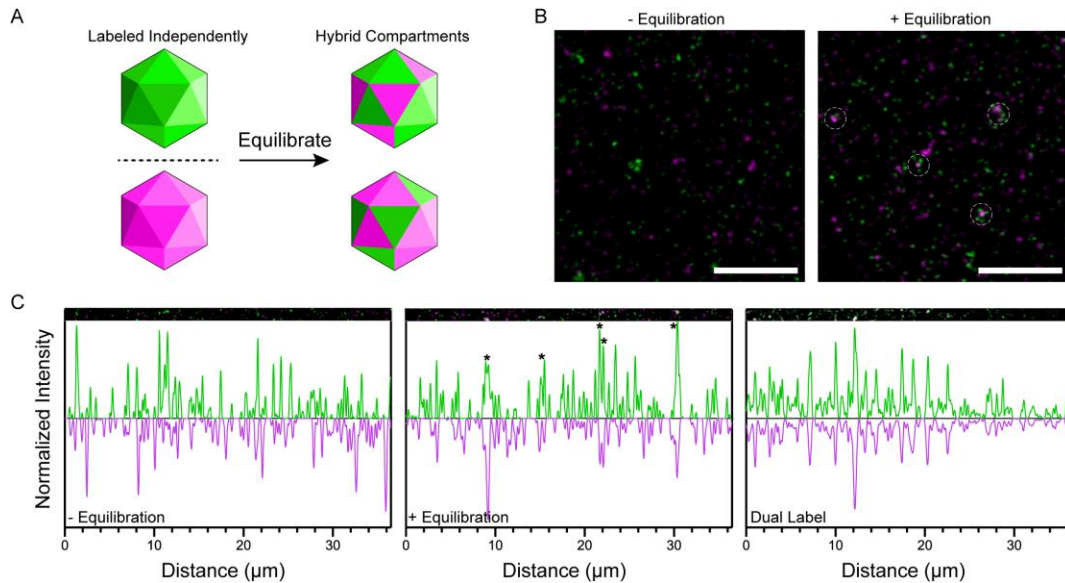 A
Labeled Independently
Hybrid Compartments
Equilibrate
B
- Equilibration
+ Equilibration
C
Normalized Intensity
* * * * *
- Equilibration
+ Equilibration
Dual Label
0 10 20 30 0 10 20 30 0 10 20 30
Distance (µm) Distance (µm) Distance (µm)